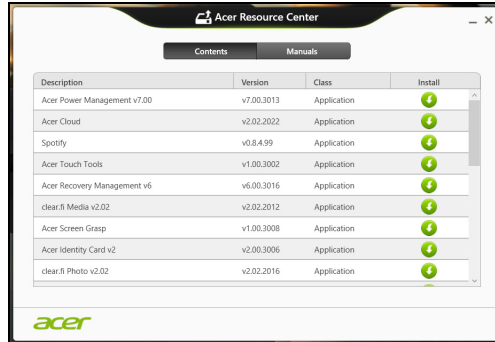 Acer Resource Center
Contents Manuals
Description Version Class Install
Acer Power Management v7.00 v7.00.3013 Application
Acer Cloud v2.02.2022 Application
Spotify v0.8.4.99 Application
Acer Touch Tools v1.00.3002 Application
Acer Recovery Management v6 v6.00.3016 Application
clear.fi Media v2.02 v2.02.2012 Application
Acer Screen Grasp v1.00.3008 Application
Acer Identity Card v2 v2.00.3006 Application
clear.fi Photo v2.02 v2.02.2016 Application
acer